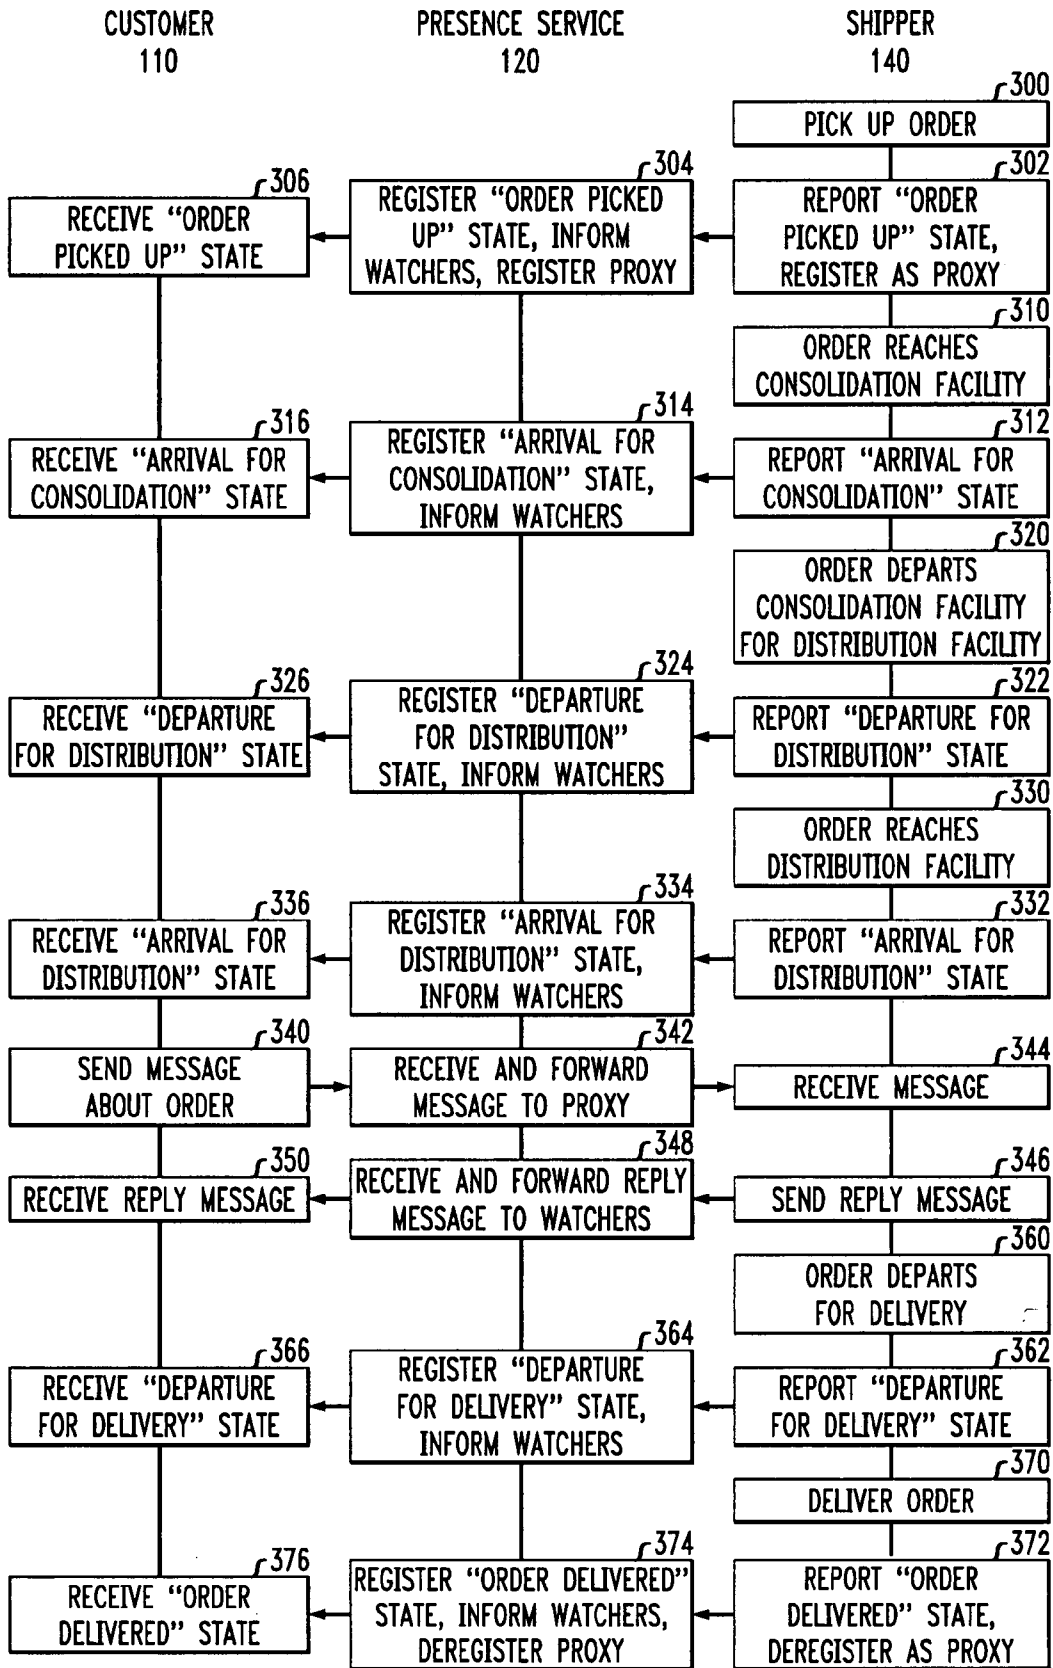 CUSTOMER
110
PRESENCE SERVICE
120
SHIPPER
140
300
PICK UP ORDER
306
RECEIVE “ORDER
PICKED UP” STATE
304
REGISTER “ORDER PICKED
UP” STATE, INFORM
WATCHERS, REGISTER PROXY
302
REPORT “ORDER
PICKED UP” STATE,
REGISTER AS PROXY
310
ORDER REACHES
CONSOLIDATION FACILITY
316
RECEIVE “ARRIVAL FOR
CONSOLIDATION” STATE
314
REGISTER “ARRIVAL FOR
CONSOLIDATION” STATE,
INFORM WATCHERS
312
REPORT “ARRIVAL FOR
CONSOLIDATION” STATE
320
ORDER DEPARTS
CONSOLIDATION FACILITY
FOR DISTRIBUTION FACILITY
326
RECEIVE “DEPARTURE
FOR DISTRIBUTION” STATE
324
REGISTER “DEPARTURE
FOR DISTRIBUTION”
STATE, INFORM WATCHERS
322
REPORT “DEPARTURE FOR
DISTRIBUTION” STATE
330
ORDER REACHES
DISTRIBUTION FACILITY
336
RECEIVE “ARRIVAL FOR
DISTRIBUTION” STATE
334
REGISTER “ARRIVAL FOR
DISTRIBUTION” STATE,
INFORM WATCHERS
332
REPORT “ARRIVAL FOR
DISTRIBUTION” STATE
340
SEND MESSAGE
ABOUT ORDER
342
RECEIVE AND FORWARD
MESSAGE TO PROXY
344
RECEIVE MESSAGE
350
RECEIVE REPLY MESSAGE
348
RECEIVE AND FORWARD REPLY
MESSAGE TO WATCHERS
346
SEND REPLY MESSAGE
360
ORDER DEPARTS
FOR DELIVERY
366
RECEIVE “DEPARTURE
FOR DELIVERY” STATE
364
REGISTER “DEPARTURE
FOR DELIVERY” STATE,
INFORM WATCHERS
362
REPORT “DEPARTURE
FOR DELIVERY” STATE
370
DELIVER ORDER
376
RECEIVE “ORDER
DELIVERED” STATE
374
REGISTER “ORDER DELIVERED”
STATE, INFORM WATCHERS,
DEREGISTER PROXY
372
REPORT “ORDER
DELIVERED” STATE,
DEREGISTER AS PROXY